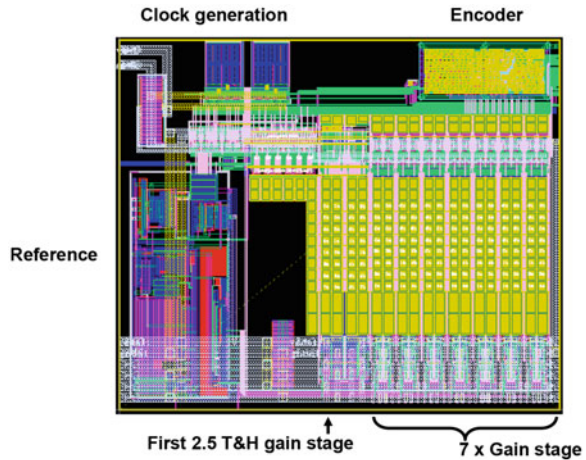 Clock generation
Encoder
Reference
First 2.5 T&H gain stage
7 x Gain stage